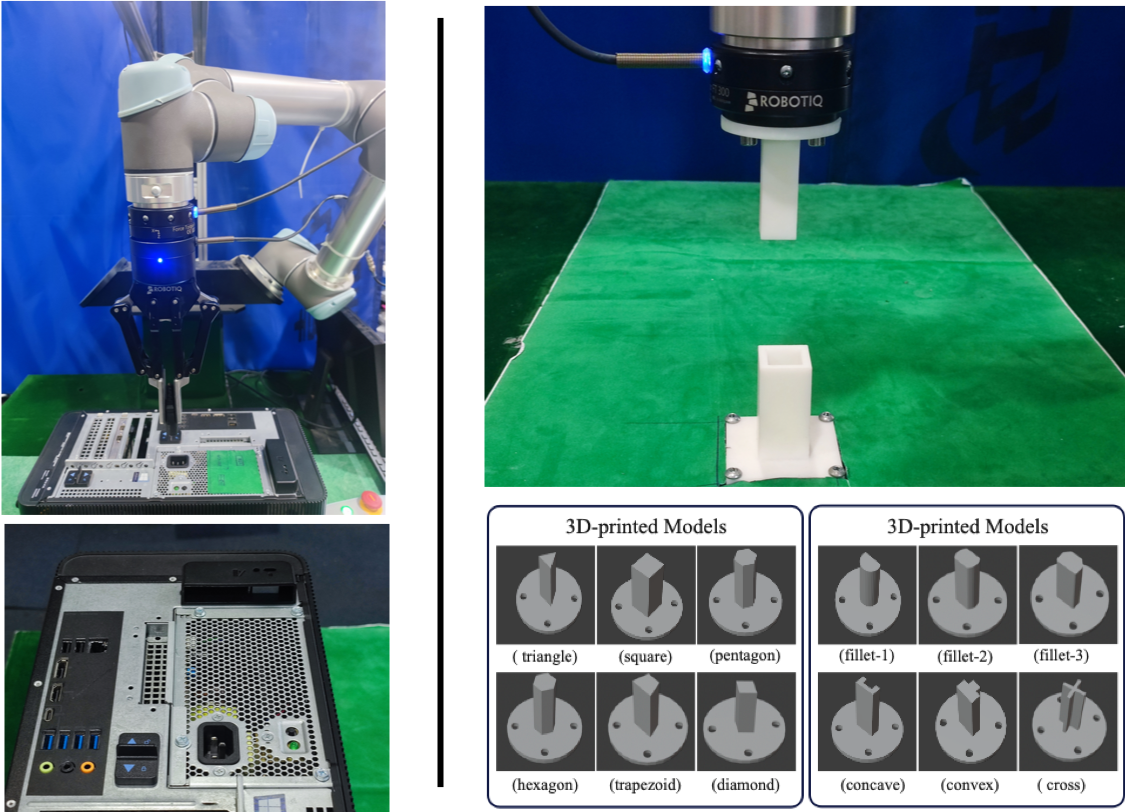 ROBOTIQ
300
ROBOTIQ
3D-printed Models
( triangle)
(square)
(pentagon)
(hexagon)
(trapezoid)
(diamond)
3D-printed Models
(fillet-1)
(fillet-2)
(fillet-3)
(concave)
(convex)
( cross)